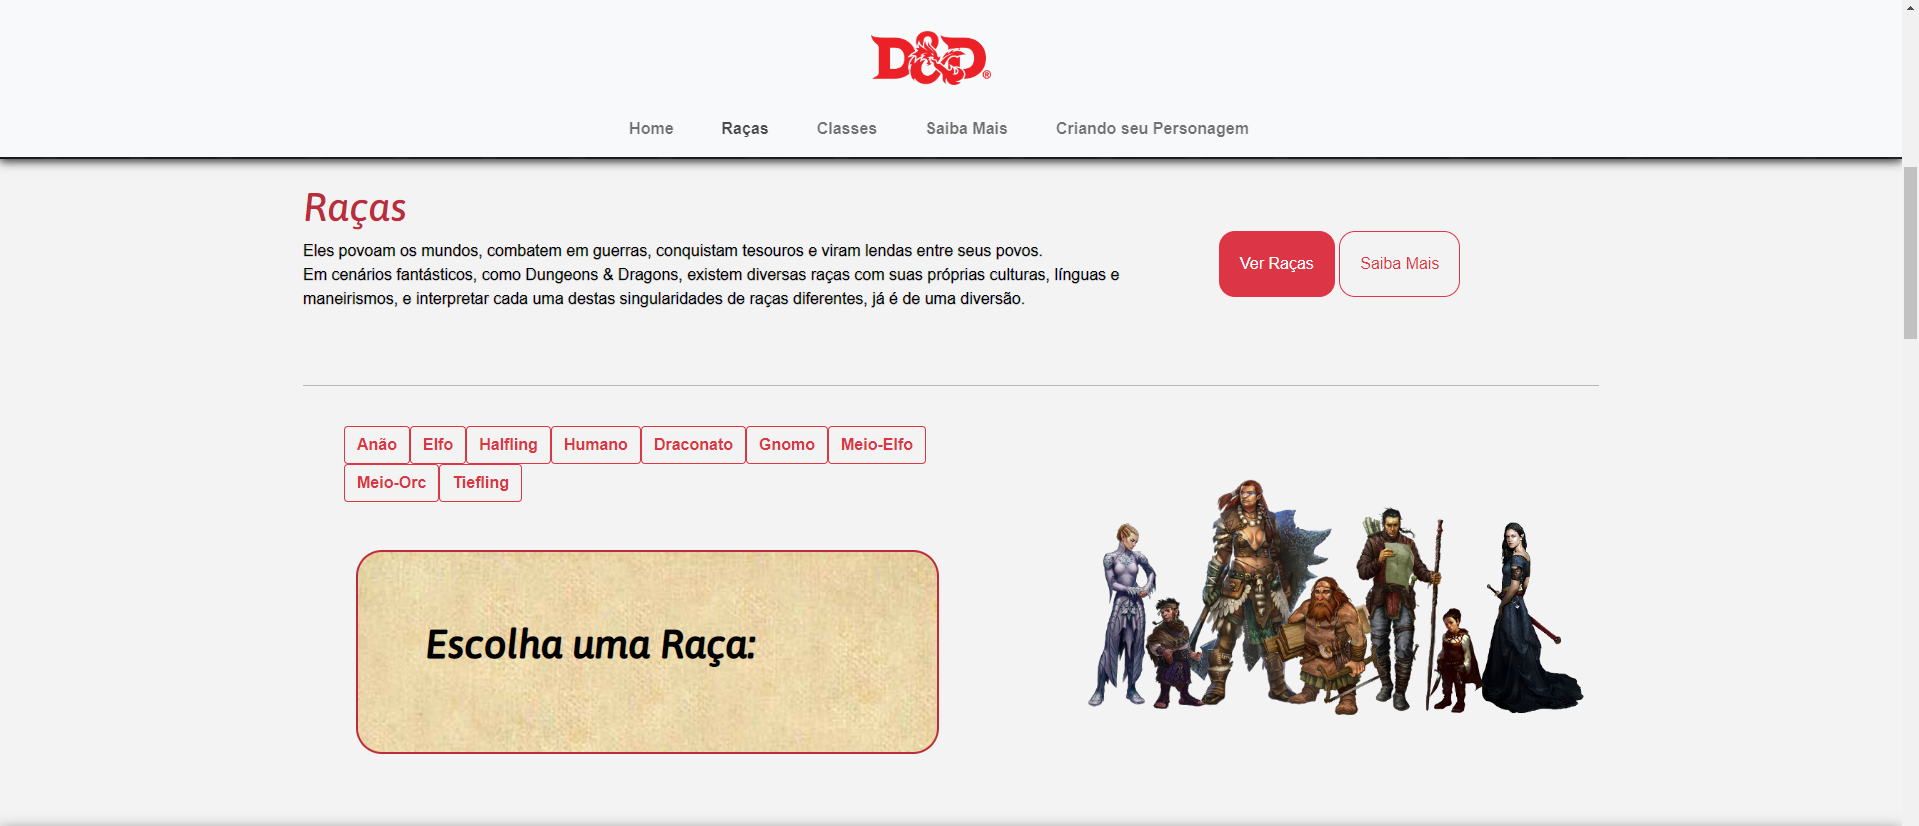 D&D®
Home Raças Classes Saiba Mais Criando seu Personagem
Raças
Eles povoam os mundos, combatem em guerras, conquistam tesouros e viram lendas entre seus povos.
Em cenários fantásticos, como Dungeons & Dragons, existem diversas raças com suas próprias culturas, línguas e
maneirismos, e interpretar cada uma destas singularidades de raças diferentes, já é de uma diversão.
Ver Raças Saiba Mais
Anão Elfo Halfling Humano Draconato Gnomo Meio-Elfo
Meio-Orc Tiefling
Escolha uma Raça: